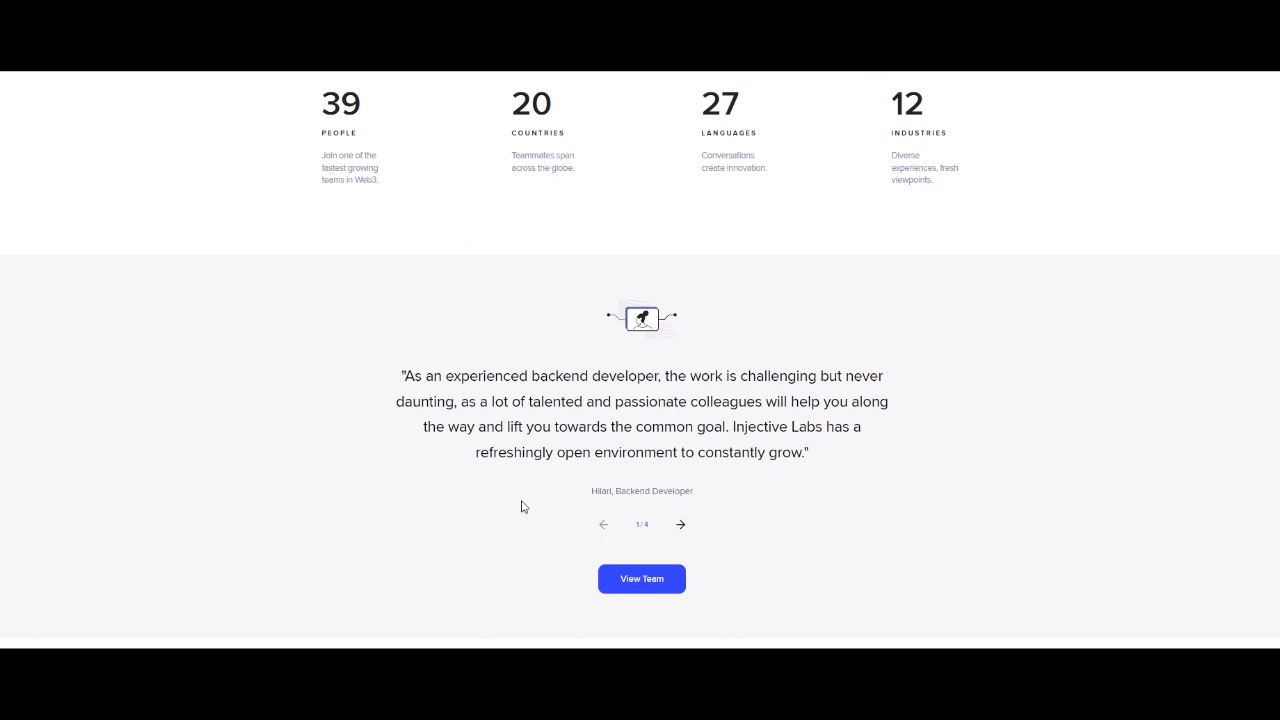 39
20
27
12
PEOPLE
COUNTRIES
LANGUAGES
INDUSTRIES
Join one of the
fastest growing
teams in Web3.
Teammates span
across the globe.
Conversations
create innovation.
Diverse
experiences, fresh
viewpoints.
"As an experienced backend developer, the work is challenging but never
daunting, as a lot of talented and passionate colleagues will help you along
the way and lift you towards the common goal. Injective Labs has a
refreshingly open environment to constantly grow."
Hilari, Backend Developer
1 / 4
View Team